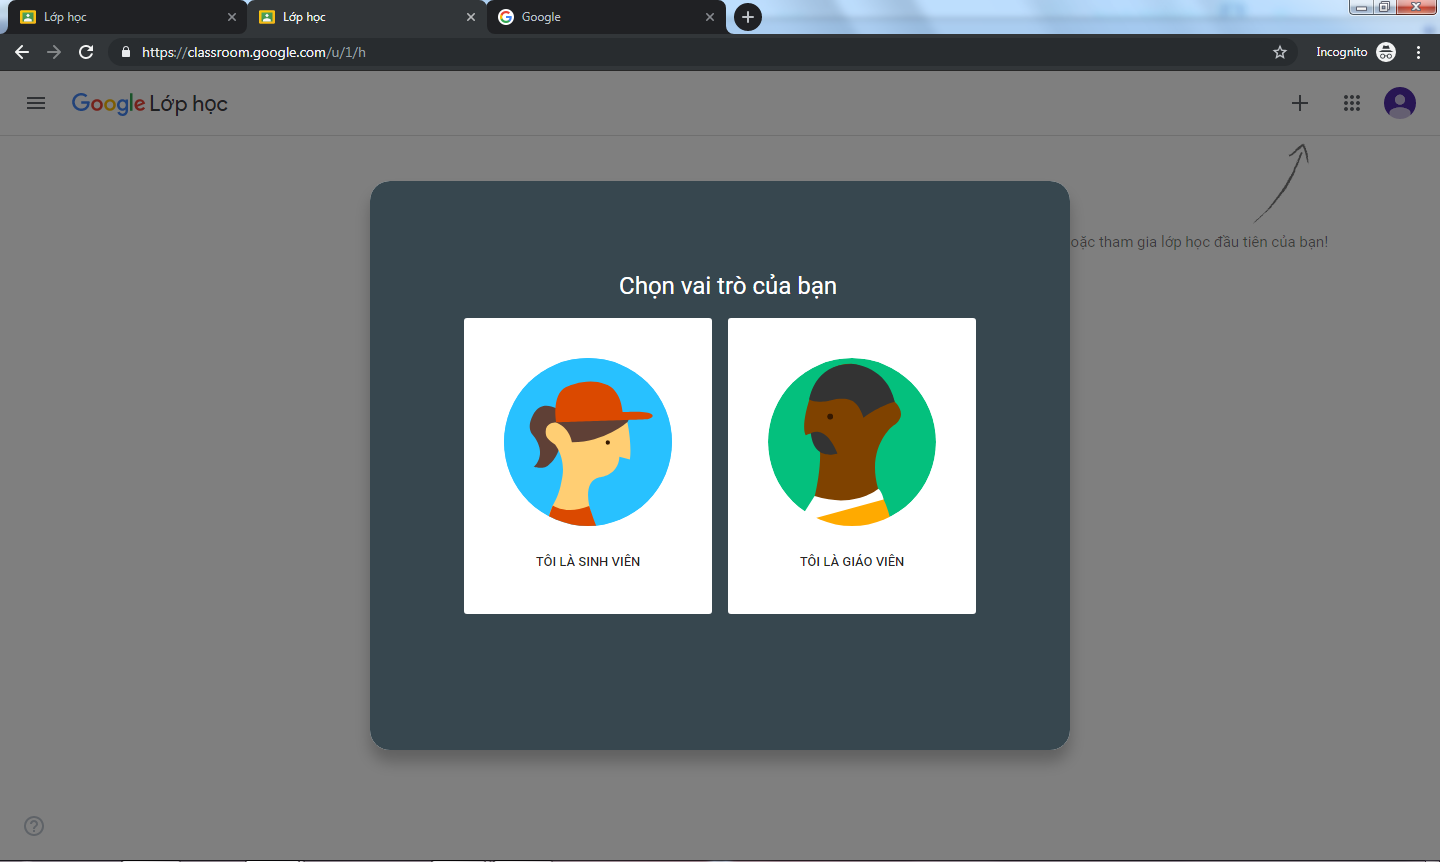 Lớp học
Lớp học
Google
https://classroom.google.com/u/1/h
Incognito
Google Lớp học
oặc tham gia lớp học đầu tiên của bạn!
Chọn vai trò của bạn
TÔI LÀ SINH VIÊN
TÔI LÀ GIÁO VIÊN